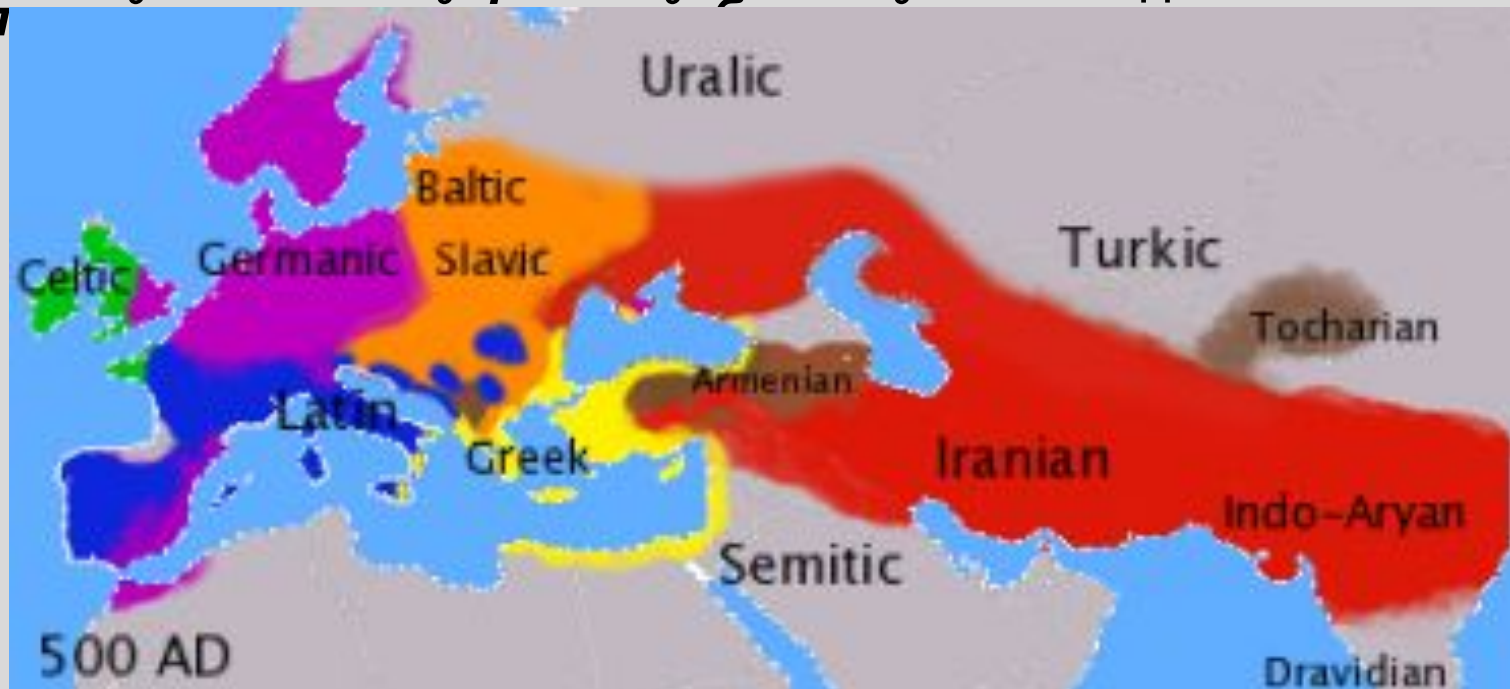 Uralic
Baltic
Germanic Slavic
Celtic
Turkic
Tocharian
Armenian
Latin
Greek
Iranian
Indo-Aryan
Semitic
500 AD
Dravidian